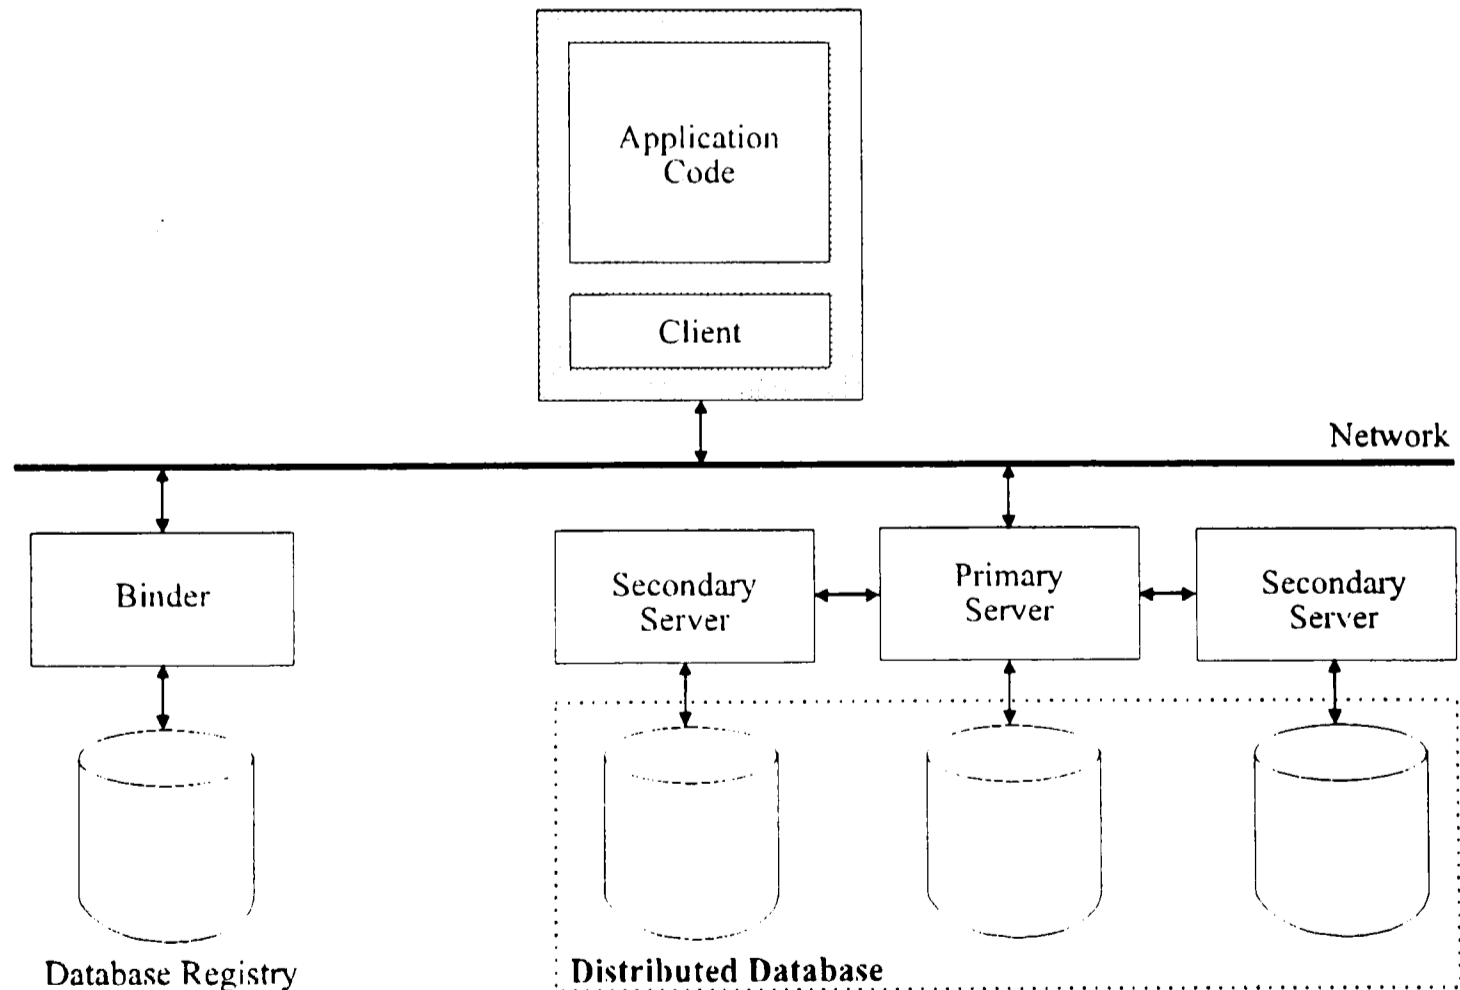 Application
Code
Client
Network
Binder
Secondary
Server
Primary
Server
Secondary
Server
Database Registry
Distributed Database